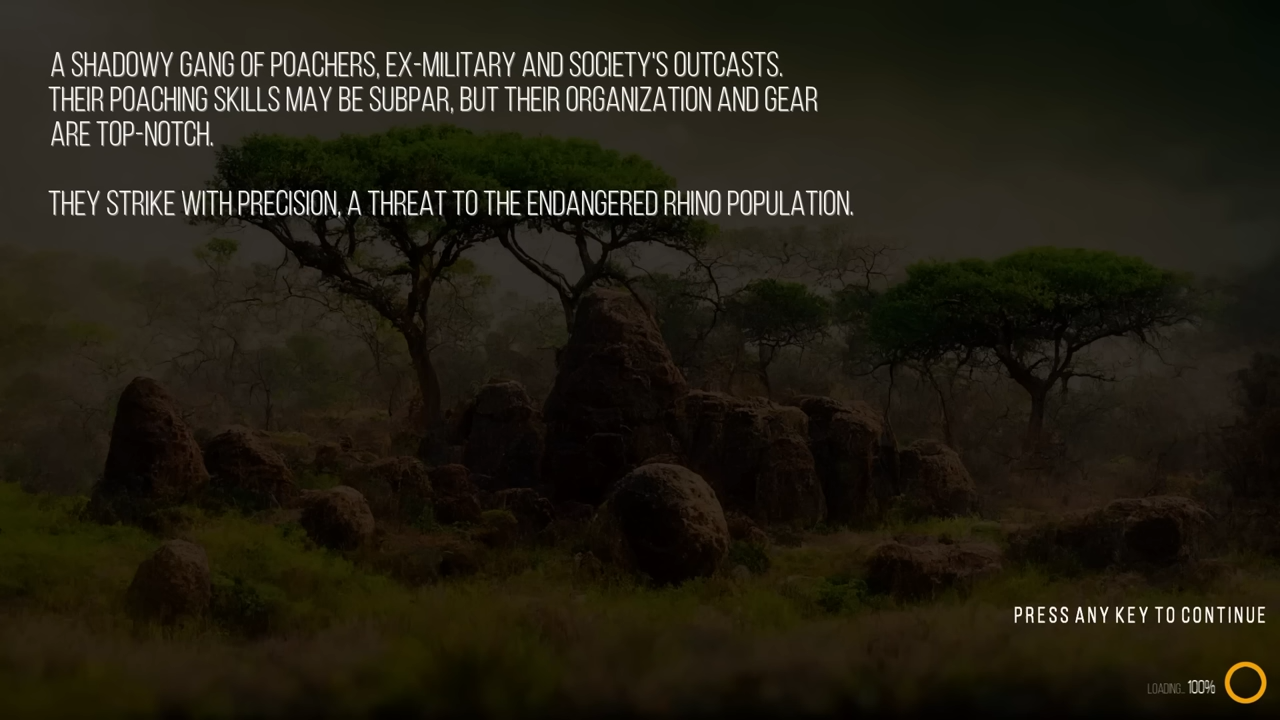 A SHADOWY GANG OF POACHERS, EX-MILITARY AND SOCIETY'S OUTCASTS.
THEIR POACHING SKILLS MAY BE SUBPAR, BUT THEIR ORGANIZATION AND GEAR
ARE TOP-NOTCH.
THEY STRIKE WITH PRECISION, A THREAT TO THE ENDANGERED RHINO POPULATION.
PRESS ANY KEY TO CONTINUE
LOADING... 100%